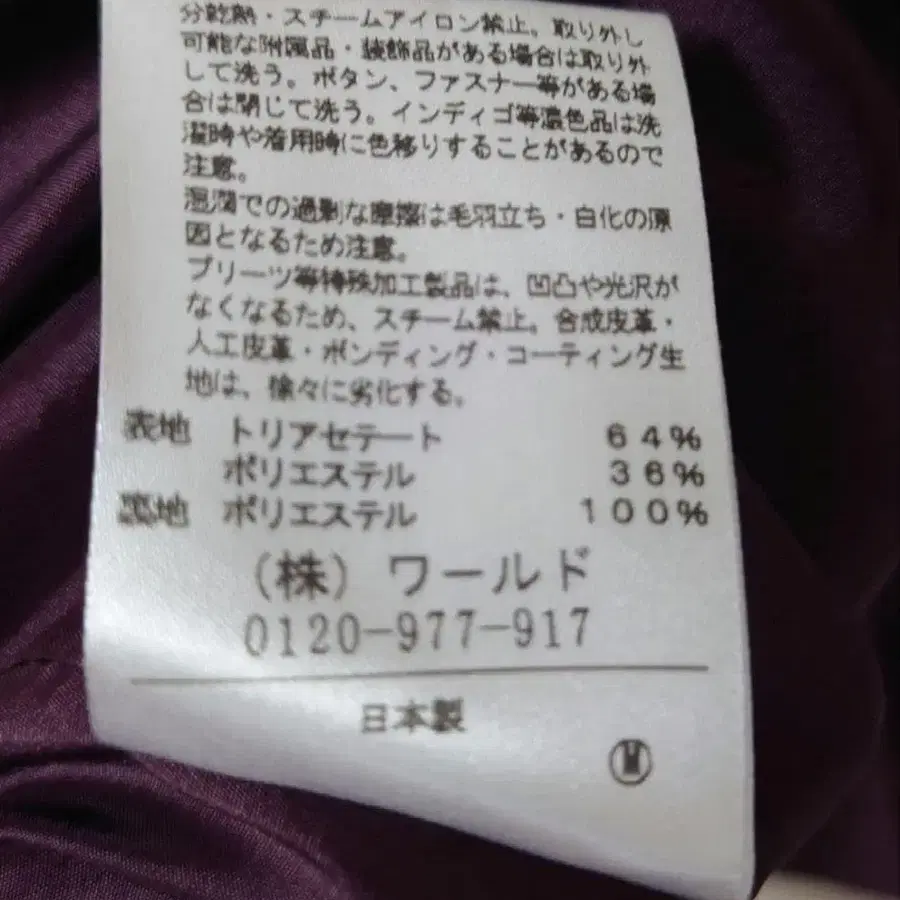 分乾熱・スチームアイロン禁止。取り外し
可能な附属品・装飾品がある場合は取り外
して洗う。ボタン、ファスナー等がある場
合は閉じて洗う。インディゴ等濃色品は洗
濯時や着用時に色移りすることがあるので
注意。
湿潤での過剰な摩擦は毛羽立ち・白化の原
因となるため注意。
プリーツ等特殊加工製品は、凹凸や光沢が
なくなるため、スチーム禁止。合成皮革・
人工皮革・ボンディング・コーティング生
地は、徐々に劣化する。
表地 トリアセテート 64%
ポリエステル 36%
裏地 ポリエステル 100%
(株) ワールド
0120-977-917
日本製
M